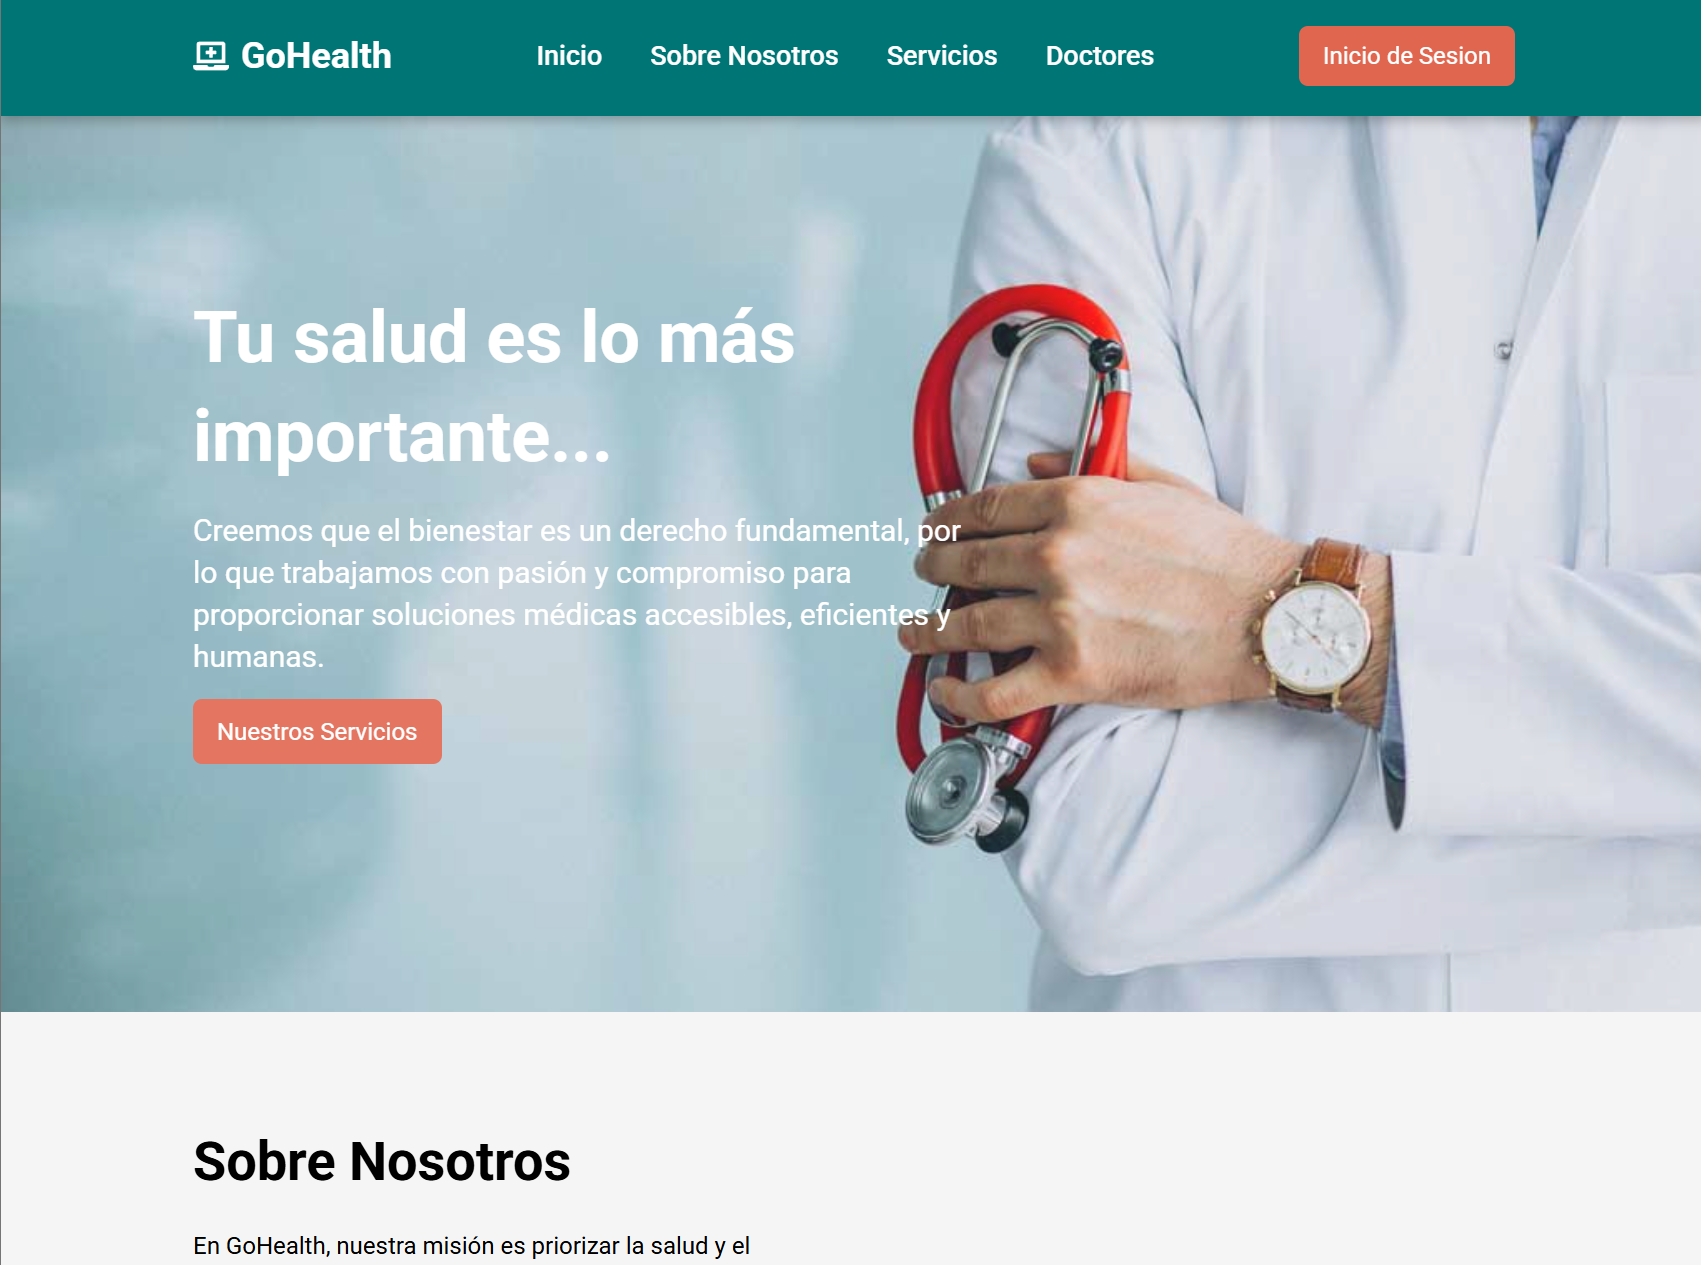 GoHealth
Inicio
Sobre Nosotros
Servicios
Doctores
Inicio de Sesion
Tu salud es lo más
importante...
Creemos que el bienestar es un derecho fundamental, por
lo que trabajamos con pasión y compromiso para
proporcionar soluciones médicas accesibles, eficientes y
humanas.
Nuestros Servicios
Sobre Nosotros
En GoHealth, nuestra misión es priorizar la salud y el